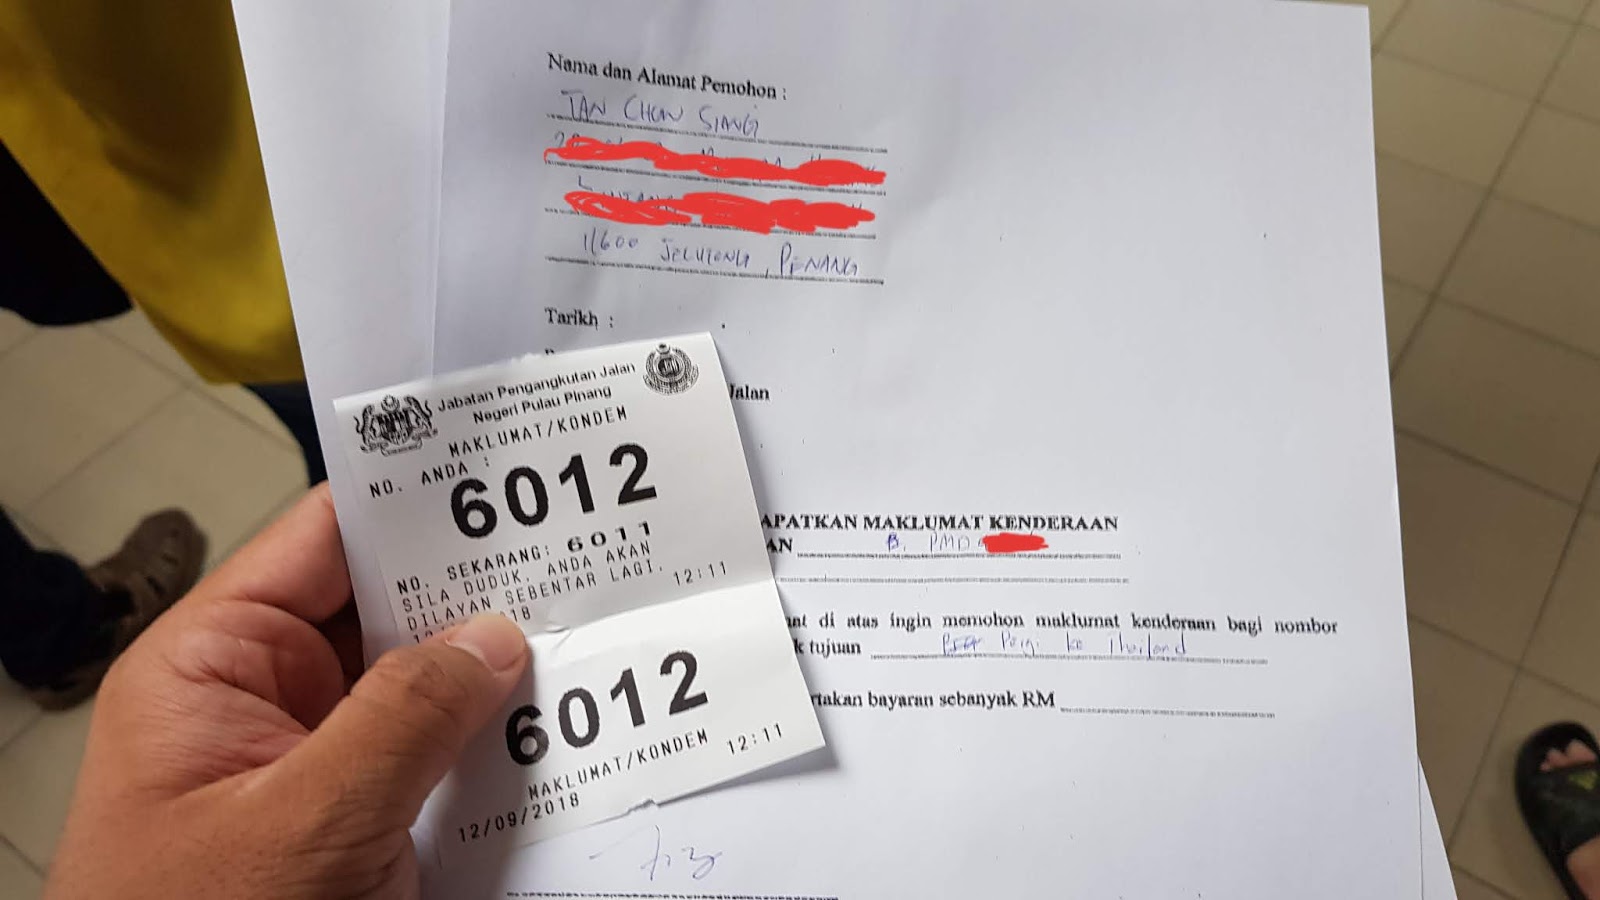 Nama dan Alamat Pemohon :
TAN CHON SIANG
11600 JELUTONG, PENANG
Tarikh :
Jalan
APATKAN MAKLUMAT KENDERAAN
AN B. PMD
at di atas ingin memohon maklumat kenderaan bagi nombor
k tujuan Pergi ke Thailand
rtakan bayaran sebanyak RM
Jabatan Pengangkutan Jalan
Negeri Pulau Pinang
MAKLUMAT/KONDEM
NO. ANDA :
6012
NO. SEKARANG: 6011
SILA DUDUK. ANDA AKAN
DILAYAN SEBENTAR LAGI.
12:11
6012
MAKLUMAT/KONDEM
12/09/2018 12:11